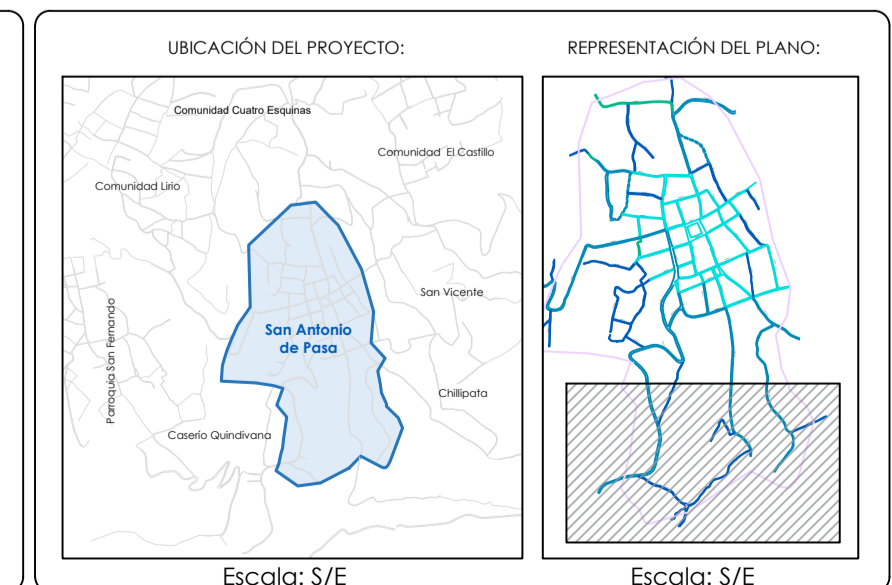 UBICACIÓN DEL PROYECTO:
REPRESENTACIÓN DEL PLANO:
Comunidad Cuatro Esquinas
Comunidad El Castillo
Comunidad Lirio
San Vicente
Parroquia San Fernando
San Antonio
de Pasa
Chillipata
Caserío Quindivana
Escala: S/E
Escala: S/E